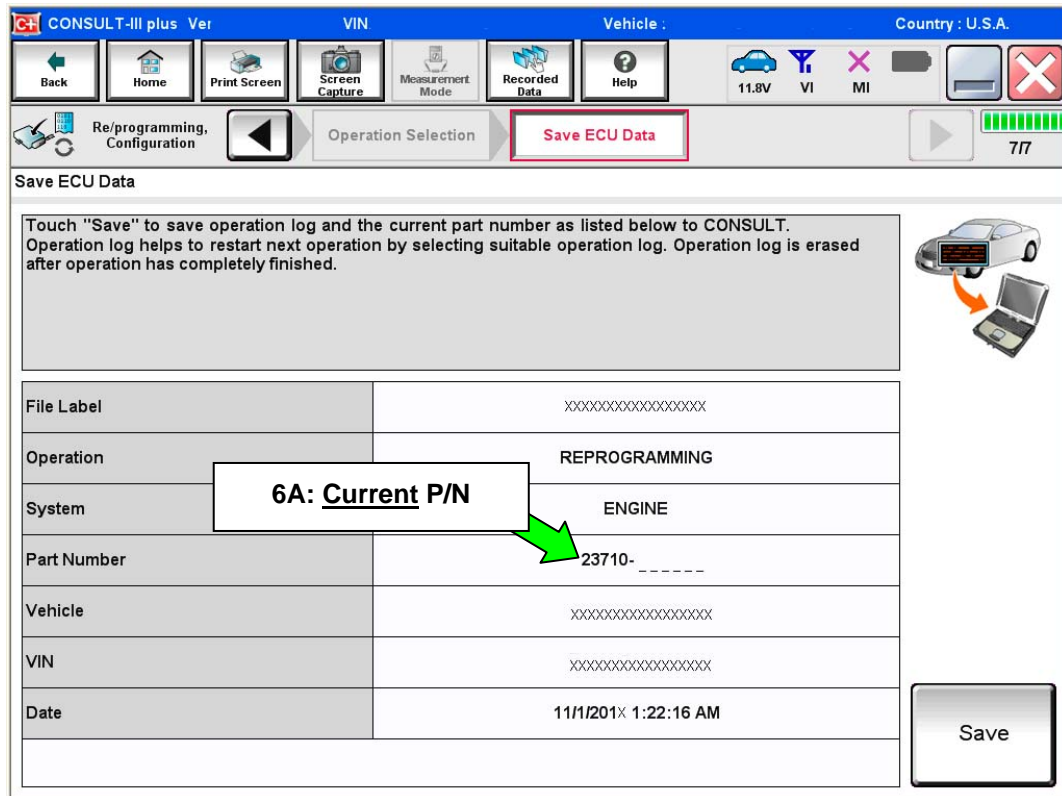 C+ CONSULT-III plus Ver VIN. Vehicle : Country : U.S.A.
Back Home Print Screen Screen Capture Measurement Mode Recorded Data Help 11.8V VI MI
Re/programming, Configuration Operation Selection Save ECU Data 7/7
Save ECU Data
Touch "Save" to save operation log and the current part number as listed below to CONSULT.
Operation log helps to restart next operation by selecting suitable operation log. Operation log is erased
after operation has completely finished.
File Label XXXXXXXXXXXXXXXXX
Operation REPROGRAMMING
6A: Current P/N
System ENGINE
Part Number 23710- _ _ _ _ _ _
Vehicle XXXXXXXXXXXXXXXXX
VIN XXXXXXXXXXXXXXXXX
Date 11/1/201X 1:22:16 AM
Save